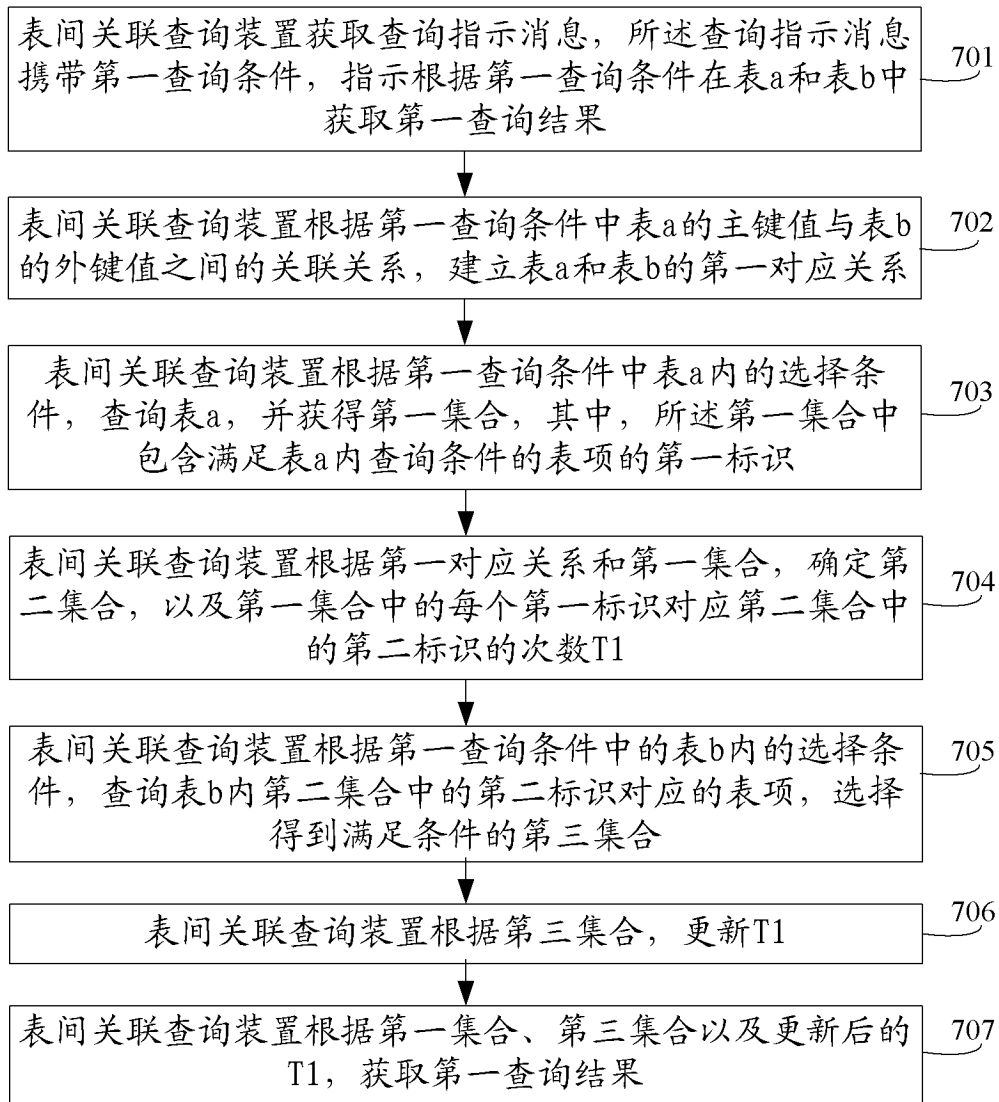 表间关联查询装置获取查询指示消息，所述查询指示消息
携带第一查询条件，指示根据第一查询条件在表a和表b中
获取第一查询结果
701
表间关联查询装置根据第一查询条件中表a的主键值与表b
的外键值之间的关联关系，建立表a和表b的第一对应关系
702
表间关联查询装置根据第一查询条件中表a内的选择条
件，查询表a，并获得第一集合，其中，所述第一集合中
包含满足表a内查询条件的表项的第一标识
703
表间关联查询装置根据第一对应关系和第一集合，确定第
二集合，以及第一集合中的每个第一标识对应第二集合中
的第二标识的次数T1
704
表间关联查询装置根据第一查询条件中的表b内的选择条
件，查询表b内第二集合中的第二标识对应的表项，选择
得到满足条件的第三集合
705
表间关联查询装置根据第三集合，更新T1
706
表间关联查询装置根据第一集合、第三集合以及更新后的
T1，获取第一查询结果
707